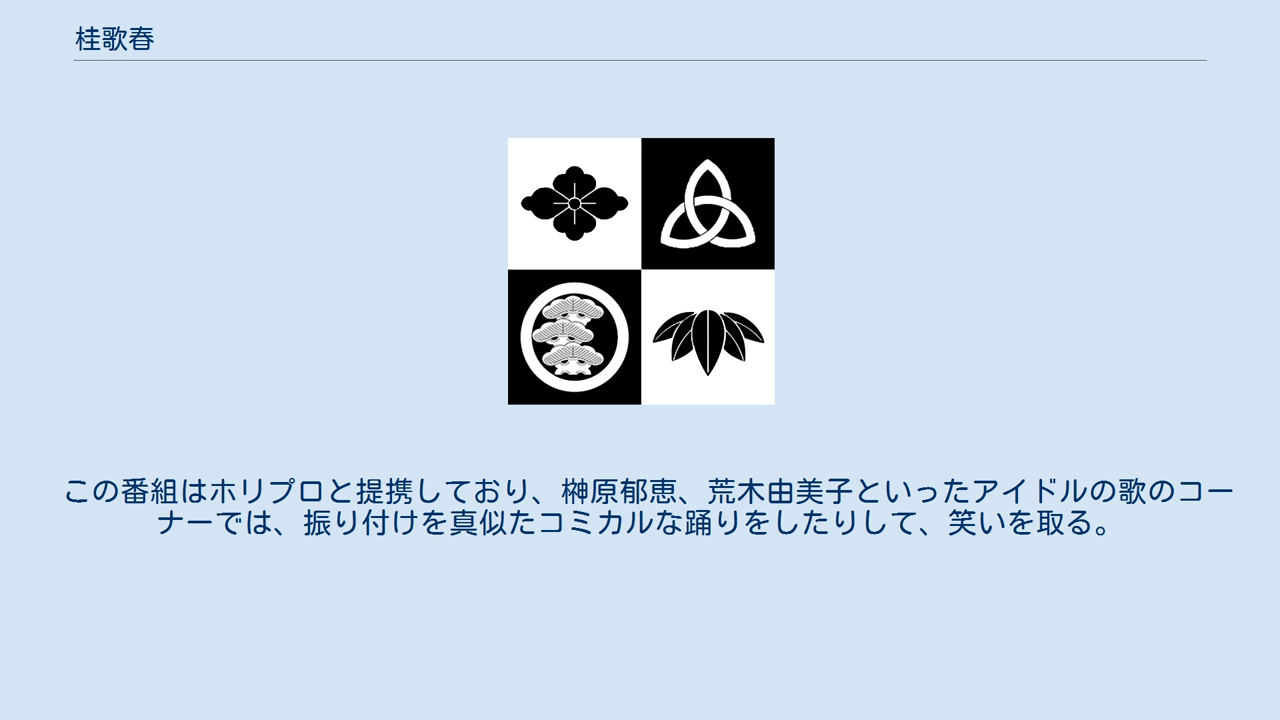 桂歌春
この番組はホリプロと提携しており、榊原郁恵、荒木由美子といったアイドルの歌のコー
ナーでは、振り付けを真似たコミカルな踊りをしたりして、笑いを取る。